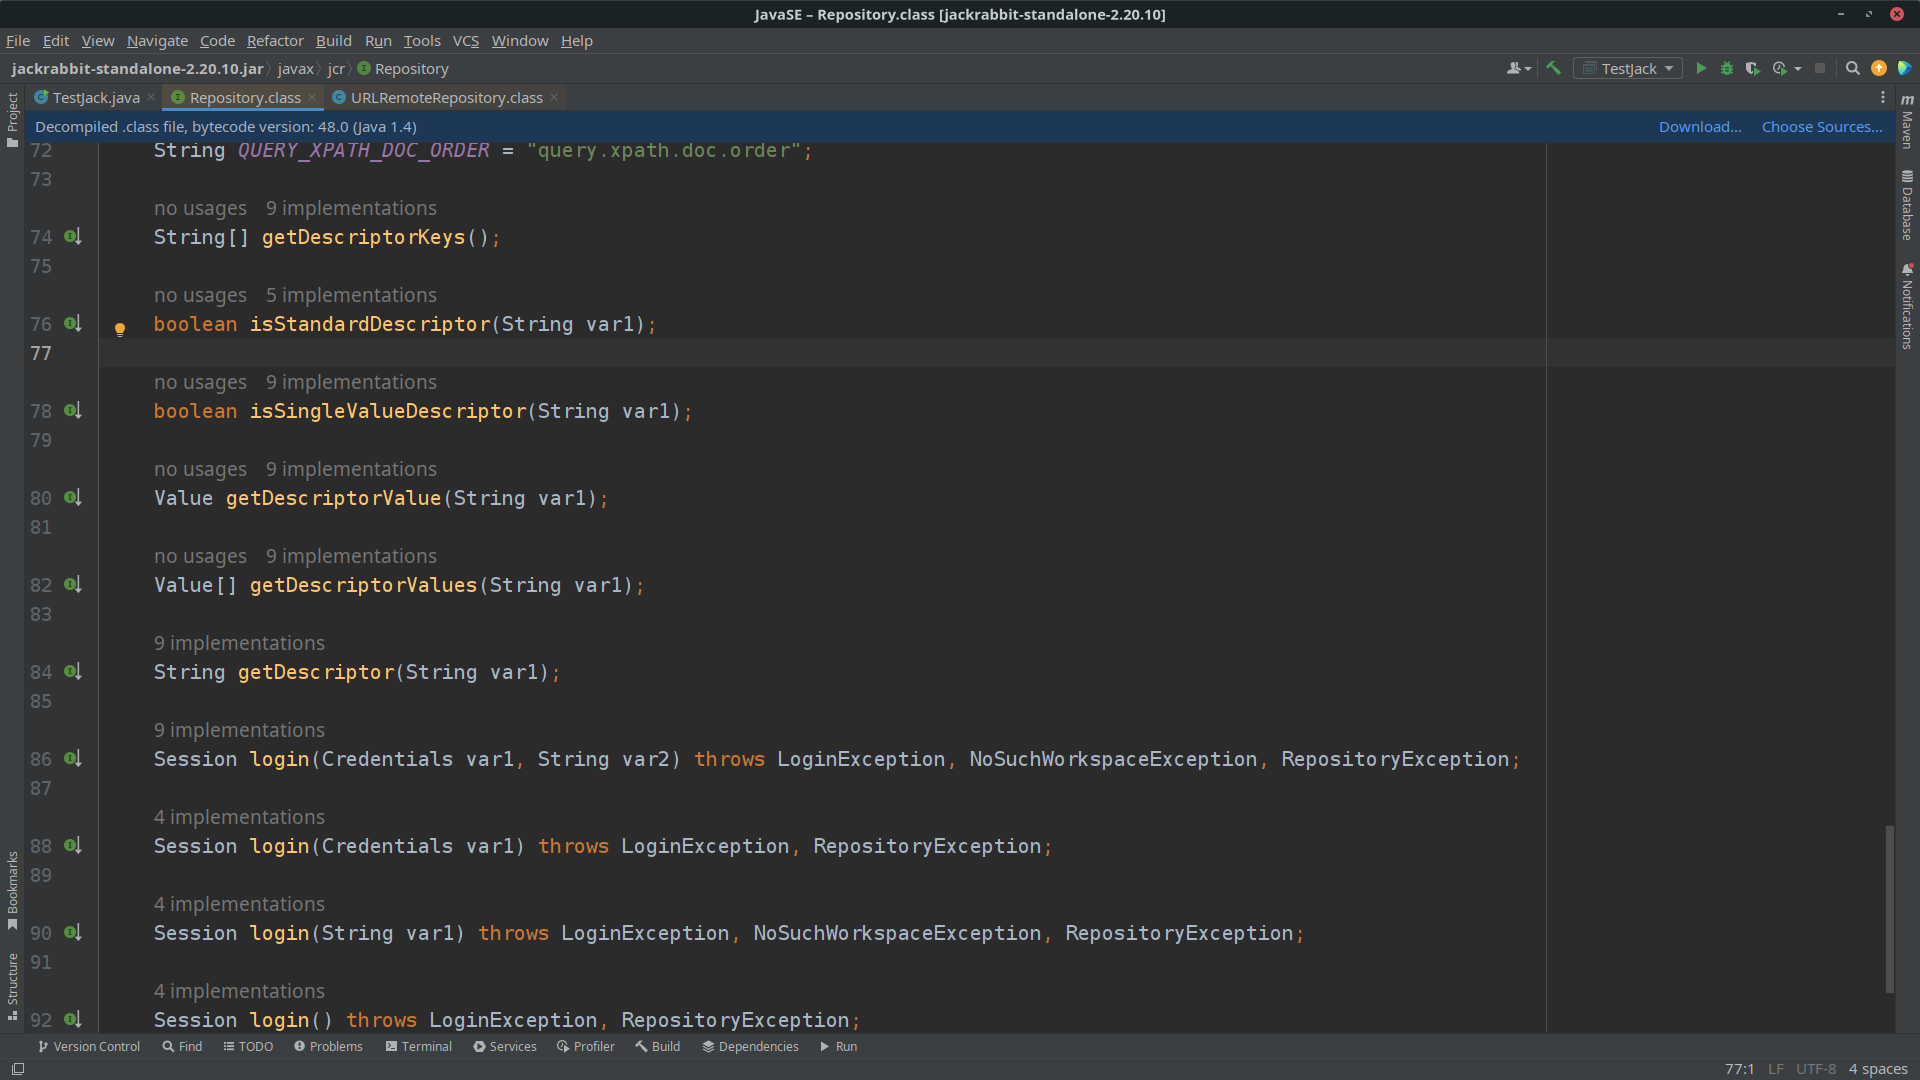 JavaSE – Repository.class [jackrabbit-standalone-2.20.10]
File Edit View Navigate Code Refactor Build Run Tools VCS Window Help
jackrabbit-standalone-2.20.10.jar javax jcr Repository TestJack
TestJack.java Repository.class URLRemoteRepository.class
Decompiled .class file, bytecode version: 48.0 (Java 1.4) Download... Choose Sources...
72 String QUERY_XPATH_DOC_ORDER = "query.xpath.doc.order";
73
no usages 9 implementations
74 String[] getDescriptorKeys();
75
no usages 5 implementations
76 boolean isStandardDescriptor(String var1);
77
no usages 9 implementations
78 boolean isSingleValueDescriptor(String var1);
79
no usages 9 implementations
80 Value getDescriptorValue(String var1);
81
no usages 9 implementations
82 Value[] getDescriptorValues(String var1);
83
9 implementations
84 String getDescriptor(String var1);
85
9 implementations
86 Session login(Credentials var1, String var2) throws LoginException, NoSuchWorkspaceException, RepositoryException;
87
4 implementations
88 Session login(Credentials var1) throws LoginException, RepositoryException;
89
4 implementations
90 Session login(String var1) throws LoginException, NoSuchWorkspaceException, RepositoryException;
91
4 implementations
92 Session login() throws LoginException, RepositoryException;
Project
Bookmarks
Structure
m Maven
Database
Notifications
Version Control Find TODO Problems Terminal Services Profiler Build Dependencies Run
77:1 LF UTF-8 4 spaces